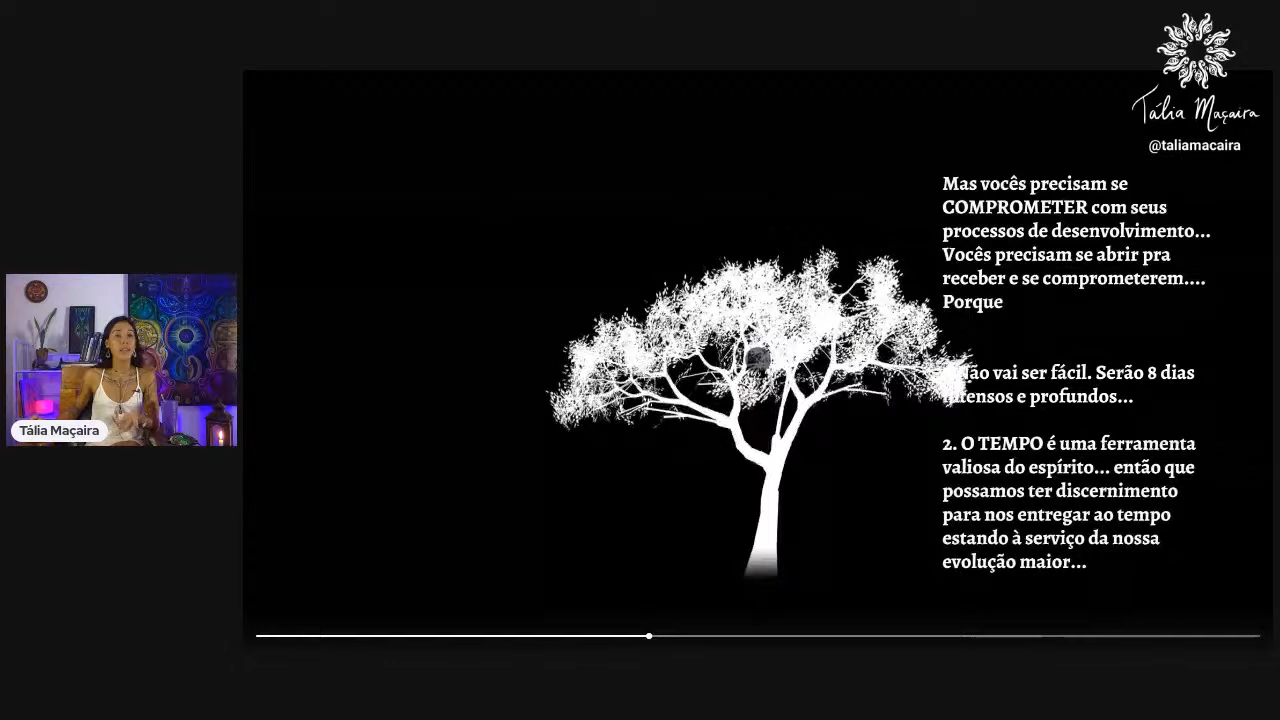 Tália Maçaira
@taliamacaira
Mas vocês precisam se
COMPROMETER com seus
processos de desenvolvimento...
Vocês precisam se abrir pra
receber e se comprometerem....
Porque
Não vai ser fácil. Serão 8 dias
intensos e profundos...
2. O TEMPO é uma ferramenta
valiosa do espírito... então que
possamos ter discernimento
para nos entregar ao tempo
estando à serviço da nossa
evolução maior...
Tália Maçaira